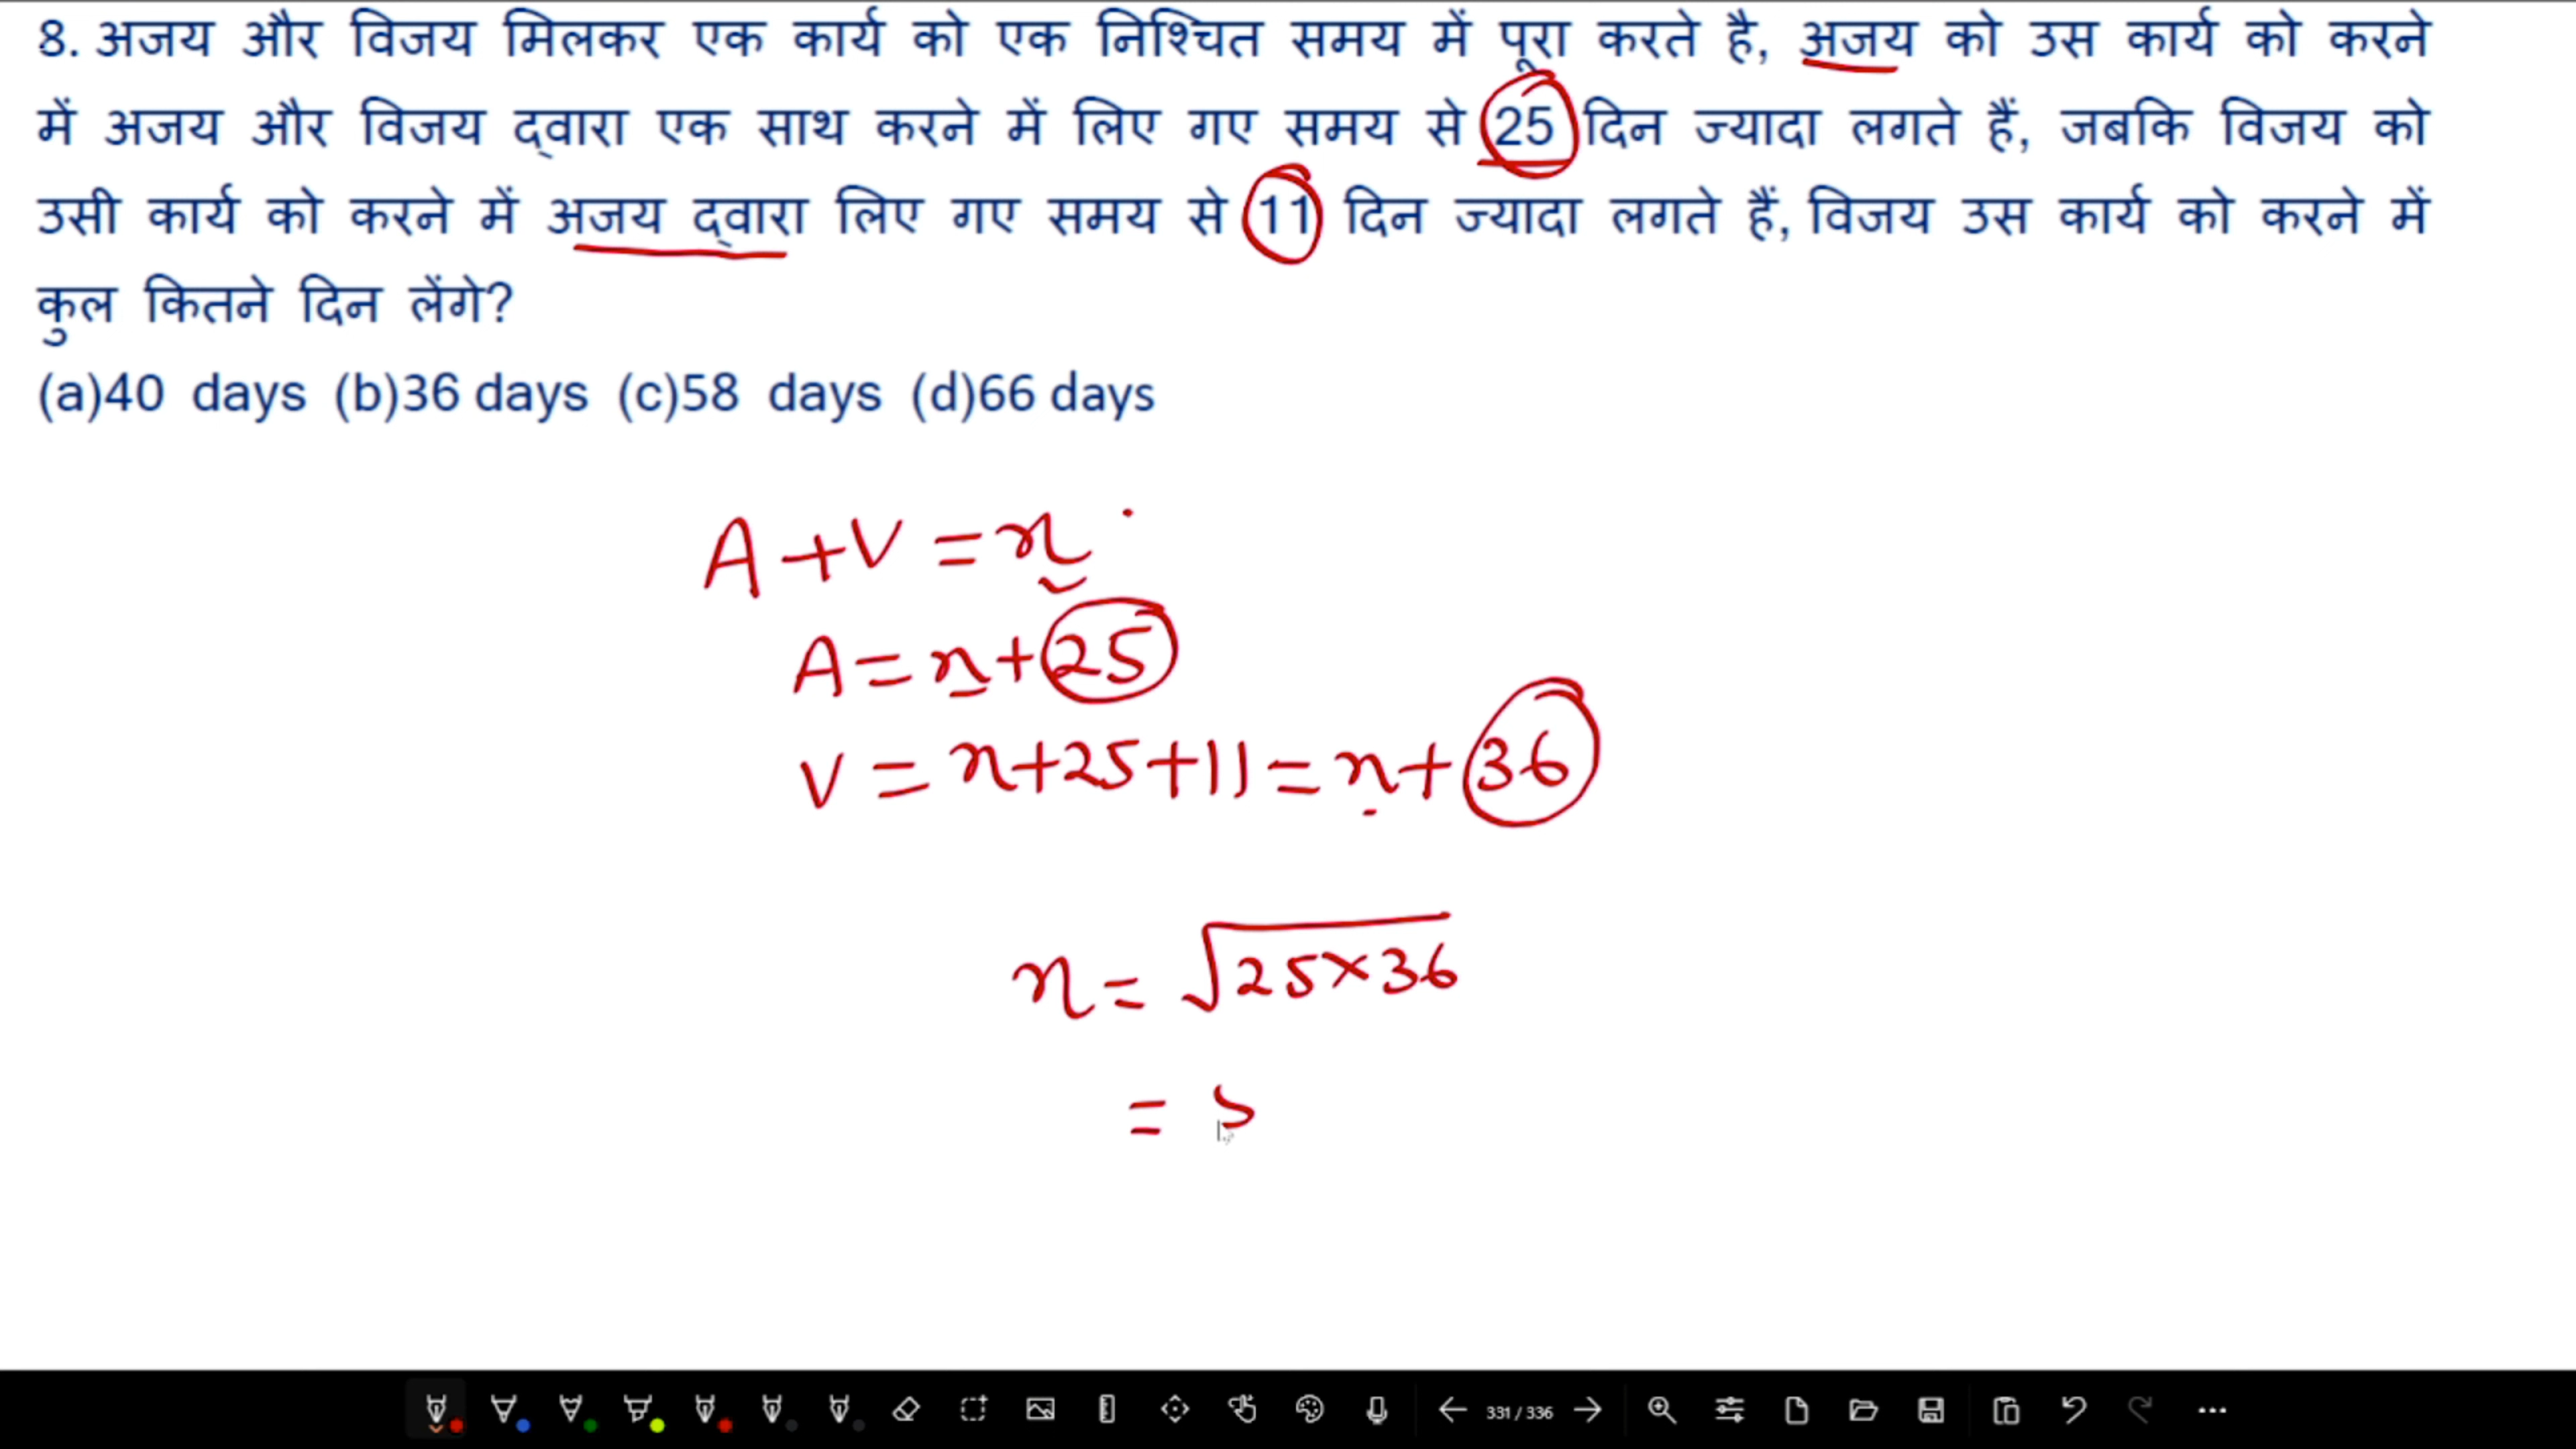 8. अजय और विजय मिलकर एक कार्य को एक निश्चित समय में पूरा करते है, अजय को उस कार्य को करने
में अजय और विजय द्वारा एक साथ करने में लिए गए समय से 25 दिन ज्यादा लगते हैं, जबकि विजय को
उसी कार्य को करने में अजय द्वारा लिए गए समय से 11 दिन ज्यादा लगते हैं, विजय उस कार्य को करने में
कुल कितने दिन लेंगे?
(a)40 days (b)36 days (c)58 days (d)66 days
A+V=x
A=x+25
V=x+25+11=x+36
x=√25×36
=
331/336